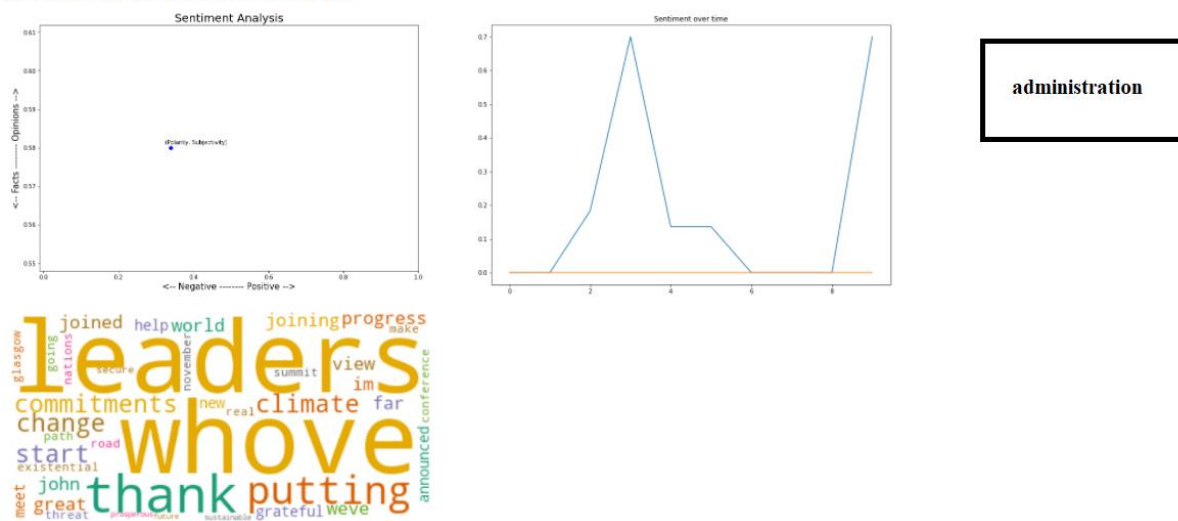 Sentiment Analysis
0.61
0.60
0.59
0.58
0.57
0.56
0.55
<-- Facts -------- Opinions -->
(Polarity, Subjectivity)
0.0 0.2 0.4 0.6 0.8 1.0
<-- Negative -------- Positive -->
Sentiment over time
0.7
0.6
0.5
0.4
0.3
0.2
0.1
0.0
0 2 4 6 8
administration
joined help world joining progress
make
glasgow going nations leaders november
secure summit view
im
commitments new real climate far conference
change whove
path road
start
existential
announced
meet john thank putting
great grateful weve
threat prosperous future sustainable